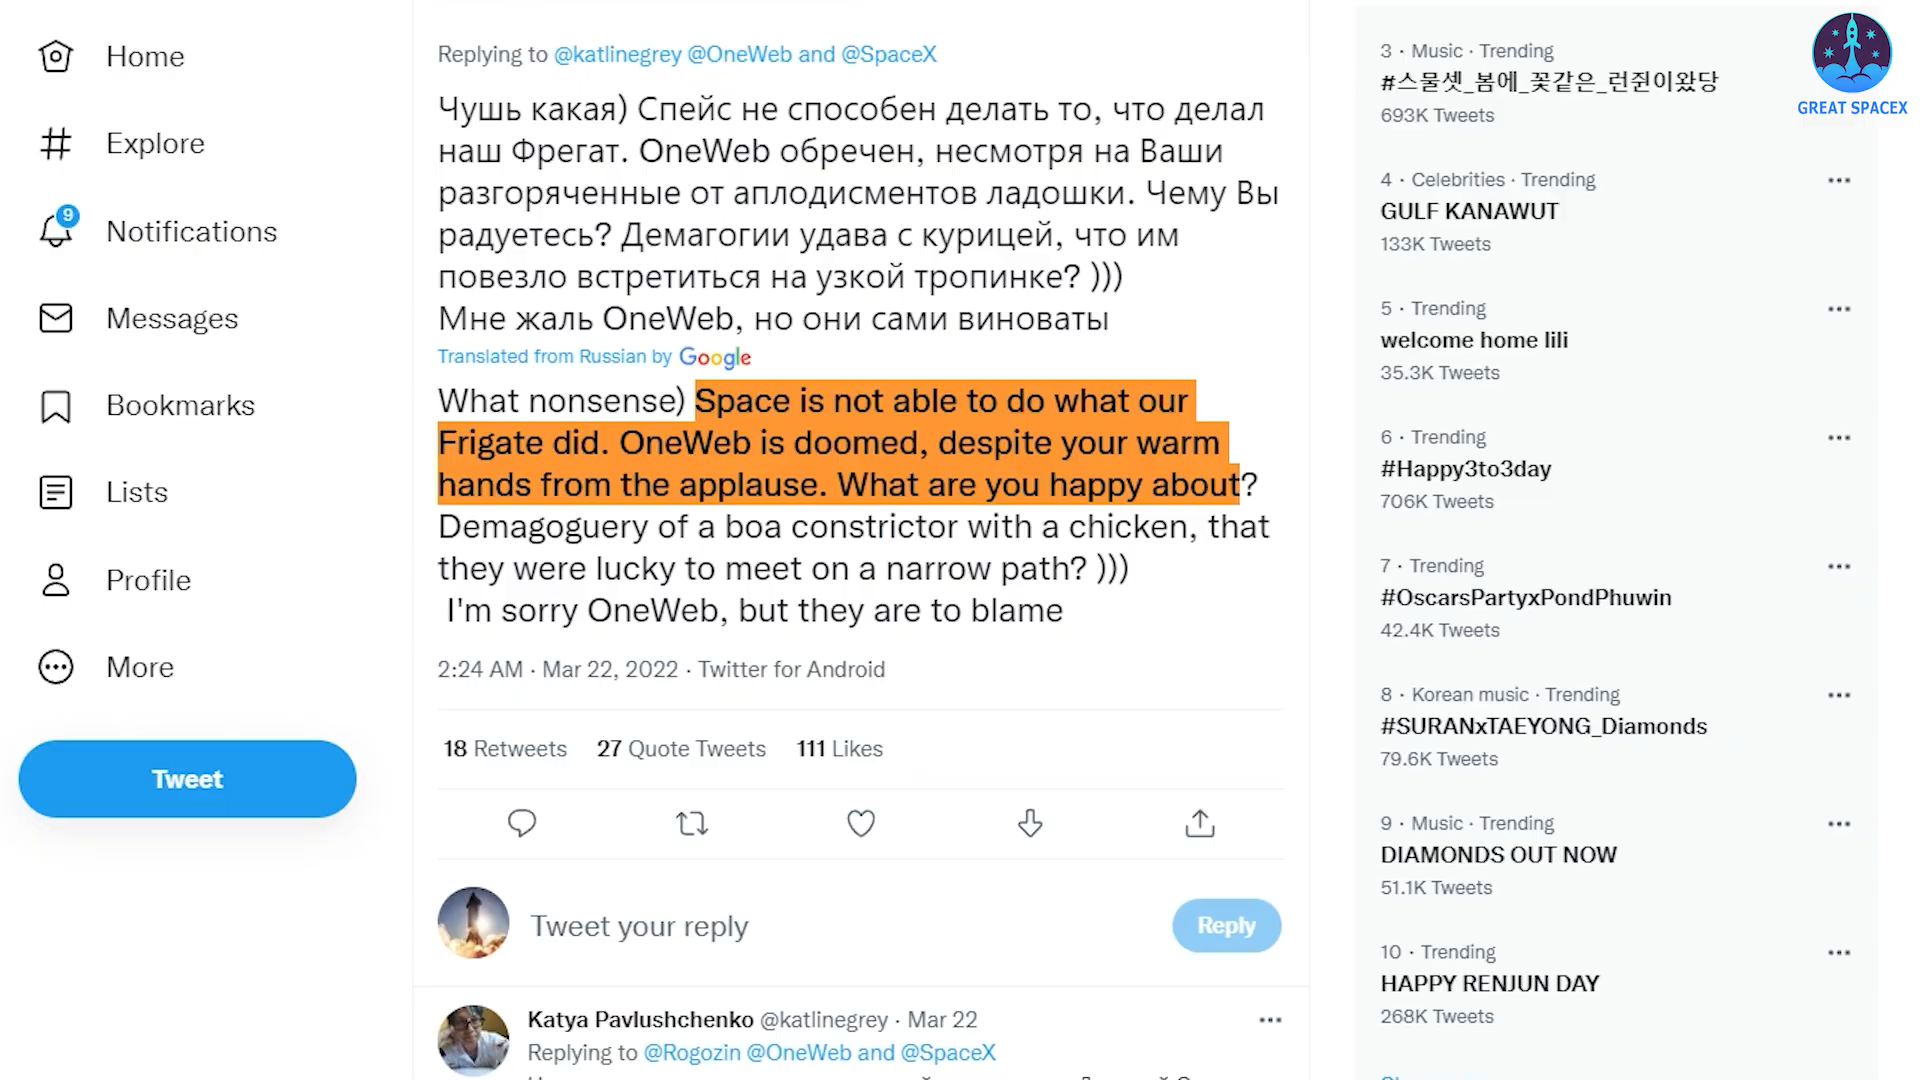 Home
Explore
9
Notifications
Messages
Bookmarks
Lists
Profile
More
Tweet
Replying to @katlinegrey @OneWeb and @SpaceX
Чушь какая) Спейс не способен делать то, что делал
наш Фрегат. OneWeb обречен, несмотря на Ваши
разгоряченные от аплодисментов ладошки. Чему Вы
радуетесь? Демагогии удава с курицей, что им
повезло встретиться на узкой тропинке? )))
Мне жаль OneWeb, но они сами виноваты
Translated from Russian by Google
What nonsense) Space is not able to do what our
Frigate did. OneWeb is doomed, despite your warm
hands from the applause. What are you happy about?
Demagoguery of a boa constrictor with a chicken, that
they were lucky to meet on a narrow path? )))
I'm sorry OneWeb, but they are to blame
2:24 AM · Mar 22, 2022 · Twitter for Android
18 Retweets 27 Quote Tweets 111 Likes
Tweet your reply
Reply
Katya Pavlushchenko @katlinegrey · Mar 22
Replying to @Rogozin @OneWeb and @SpaceX
3 · Music · Trending
#스물셋_봄에_꽃같은_런쥔이왔당
693K Tweets
4 · Celebrities · Trending
GULF KANAWUT
133K Tweets
5 · Trending
welcome home lili
35.3K Tweets
6 · Trending
#Happy3to3day
706K Tweets
7 · Trending
#OscarsPartyxPondPhuwin
42.4K Tweets
8 · Korean music · Trending
#SURANxTAEYONG_Diamonds
79.6K Tweets
9 · Music · Trending
DIAMONDS OUT NOW
51.1K Tweets
10 · Trending
HAPPY RENJUN DAY
268K Tweets
GREAT SPACEX